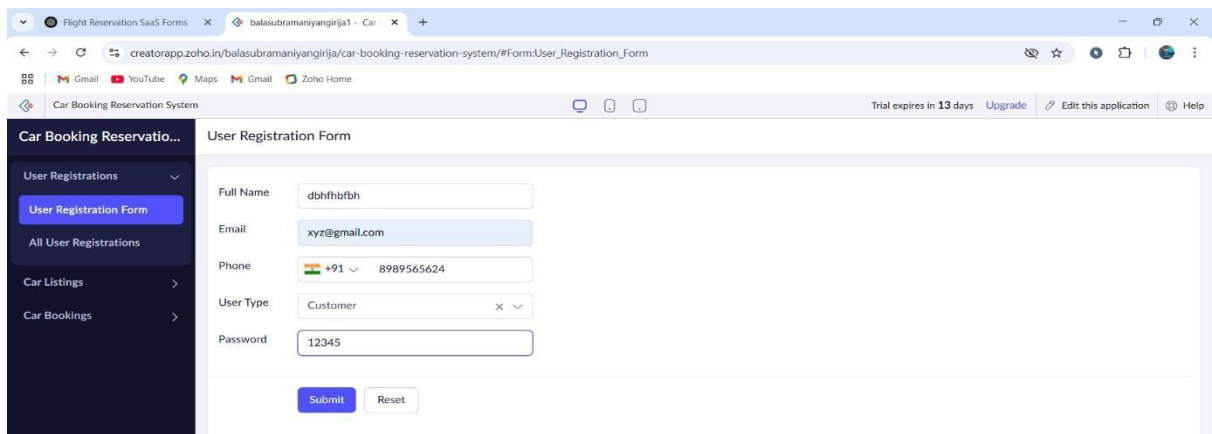 Flight Reservation SaaS Forms
balasubramaniyangirija1 - Car
creatorapp.zoho.in/balasubramaniyangirija/car-booking-reservation-system/#Form:User_Registration_Form
Gmail YouTube Maps Gmail Zoho Home
Car Booking Reservation System Trial expires in 13 days Upgrade Edit this application Help
Car Booking Reservatio... User Registration Form
User Registrations
User Registration Form
All User Registrations
Car Listings
Car Bookings
Full Name dbhfhbfbh
Email xyz@gmail.com
Phone +91 8989565624
User Type Customer
Password 12345
Submit Reset